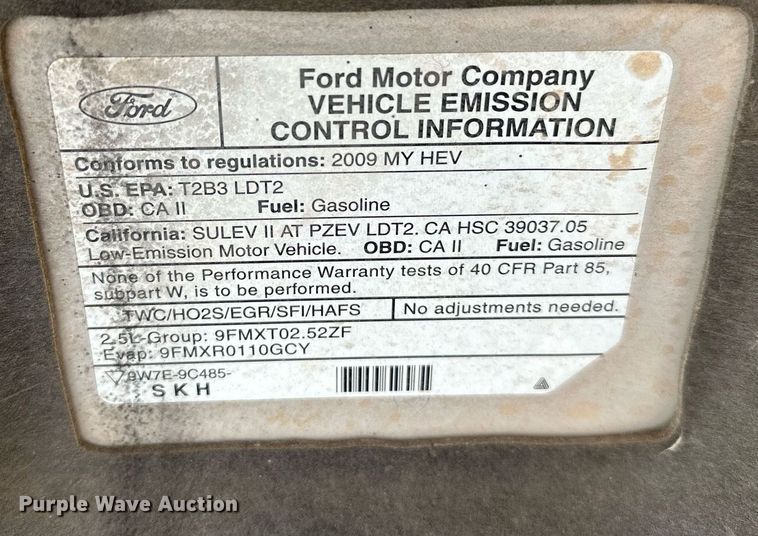 Ford
Ford Motor Company
VEHICLE EMISSION
CONTROL INFORMATION
Conforms to regulations: 2009 MY HEV
U.S. EPA: T2B3 LDT2
OBD: CA II Fuel: Gasoline
California: SULEV II AT PZEV LDT2. CA HSC 39037.05
Low-Emission Motor Vehicle. OBD: CA II Fuel: Gasoline
None of the Performance Warranty tests of 40 CFR Part 85,
subpart W, is to be performed.
TWC/HO2S/EGR/SFI/HAFS No adjustments needed.
2.5L-Group: 9FMXT02.52ZF
Evap: 9FMXR0110GCY
9W7E-9C485-
SKH
Purple Wave Auction